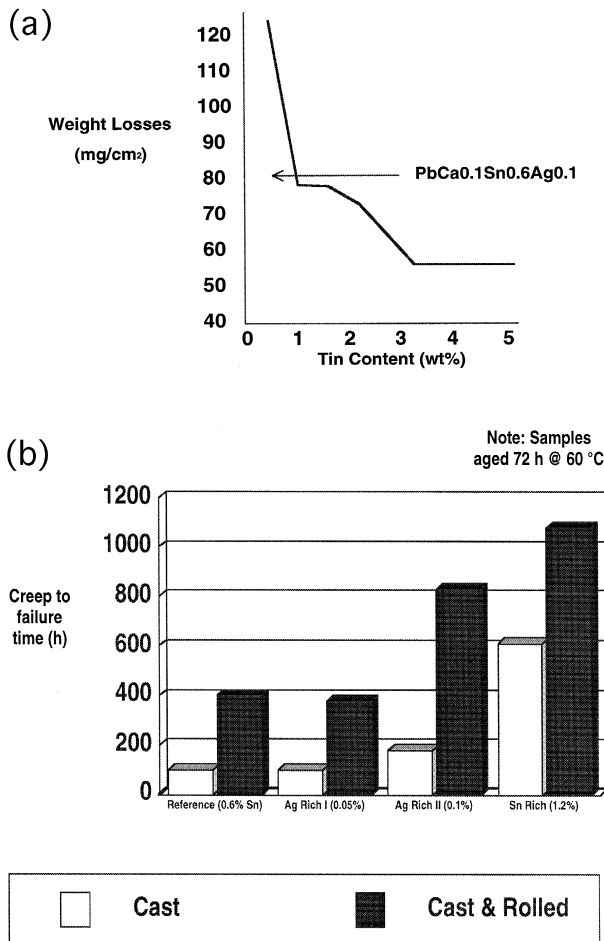 (a)
120
110
100
90
80
70
60
50
40
Weight Losses
(mg/cm2)
PbCa0.1Sn0.6Ag0.1
0 1 2 3 4 5
Tin Content (wt%)
(b)
Note: Samples
aged 72 h @ 60 °C
1200
1000
800
600
400
200
0
Creep to
failure
time (h)
Reference (0.6% Sn) Ag Rich I (0.05%) Ag Rich II (0.1%) Sn Rich (1.2%)
Cast Cast & Rolled